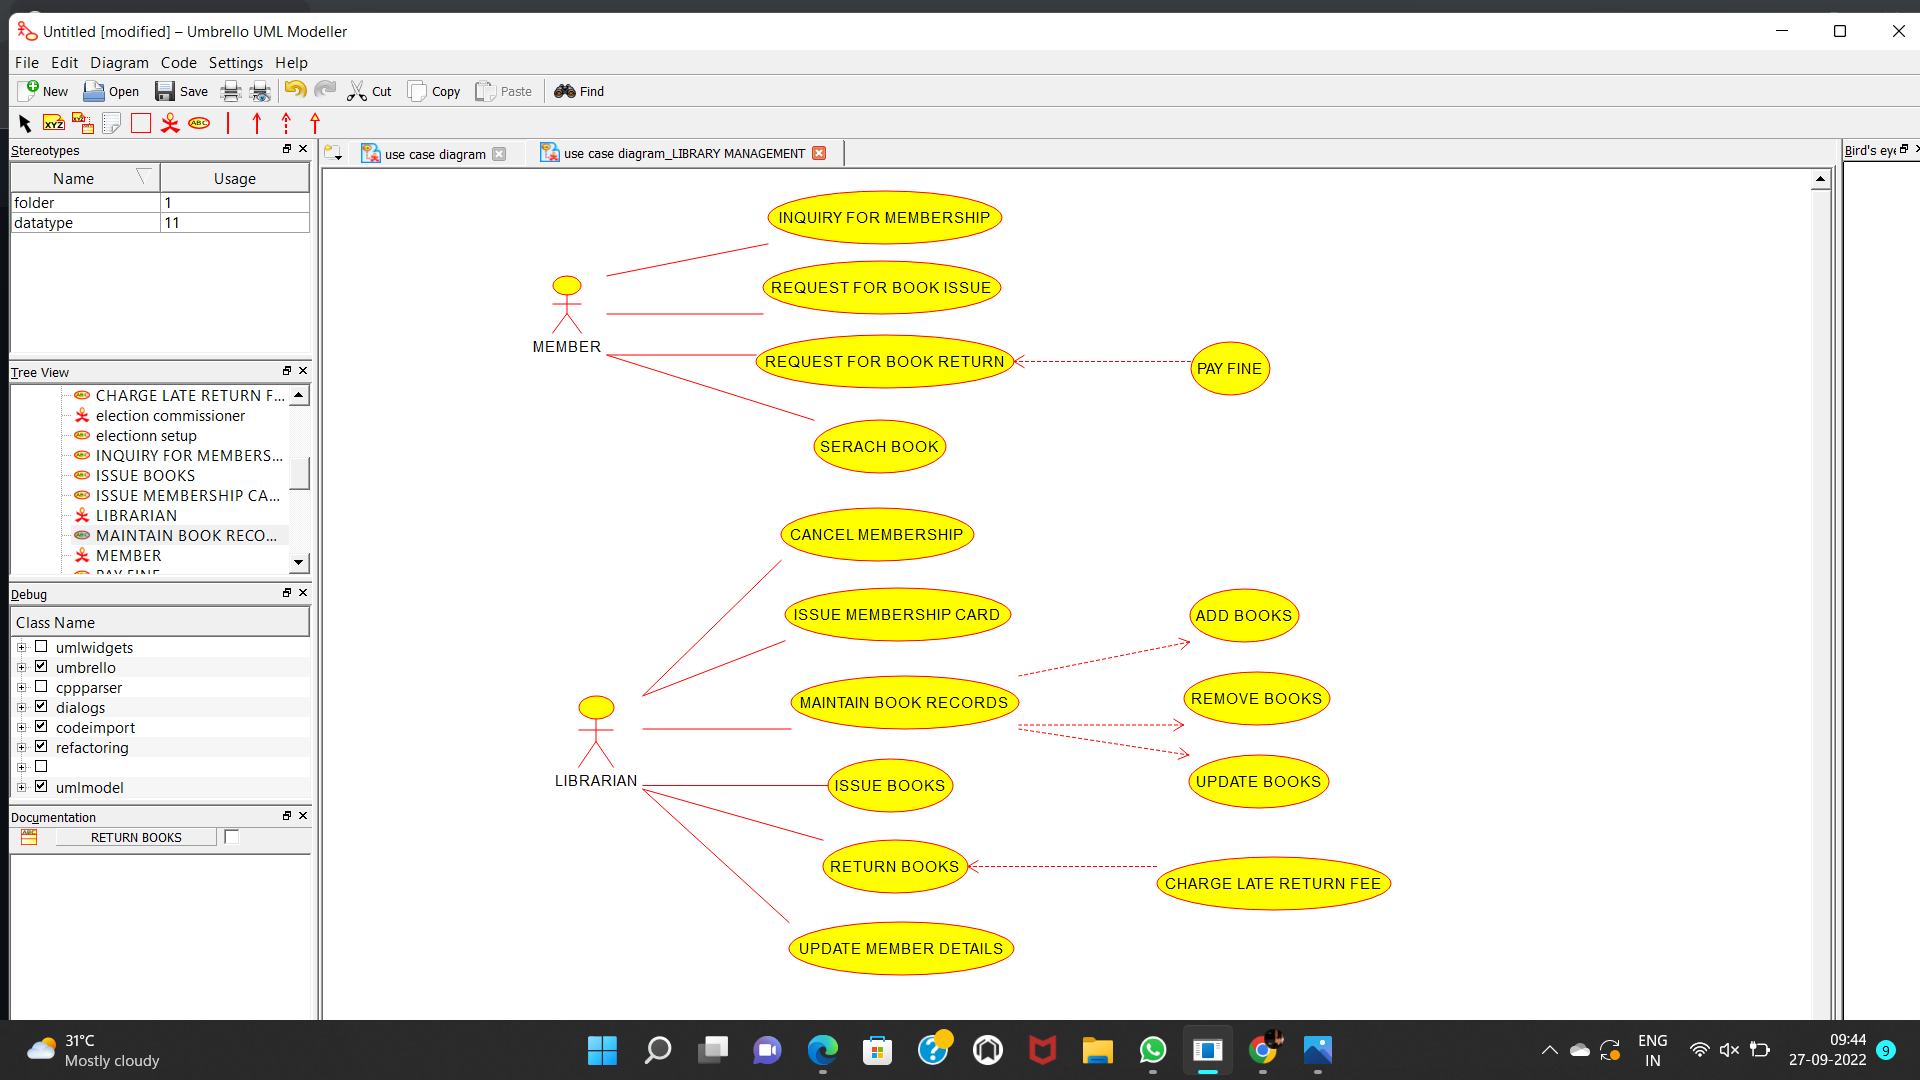 Untitled [modified] – Umbrello UML Modeller
File Edit Diagram Code Settings Help
New Open Save Cut Copy Paste Find
XYZ XYZ ABC
Stereotypes
Name Usage
folder 1
datatype 11
Tree View
CHARGE LATE RETURN F...
election commissioner
electionn setup
INQUIRY FOR MEMBERS...
ISSUE BOOKS
ISSUE MEMBERSHIP CA...
LIBRARIAN
MAINTAIN BOOK RECO...
MEMBER
PAY FINE
Debug
Class Name
umlwidgets
umbrello
cppparser
dialogs
codeimport
refactoring
umlmodel
Documentation
RETURN BOOKS
use case diagram
use case diagram_LIBRARY MANAGEMENT
Bird's eye
INQUIRY FOR MEMBERSHIP
REQUEST FOR BOOK ISSUE
MEMBER
REQUEST FOR BOOK RETURN
PAY FINE
SERACH BOOK
CANCEL MEMBERSHIP
ISSUE MEMBERSHIP CARD
ADD BOOKS
MAINTAIN BOOK RECORDS
REMOVE BOOKS
LIBRARIAN
ISSUE BOOKS
UPDATE BOOKS
RETURN BOOKS
CHARGE LATE RETURN FEE
UPDATE MEMBER DETAILS
31°C
Mostly cloudy
ENG
IN
09:44
27-09-2022
9